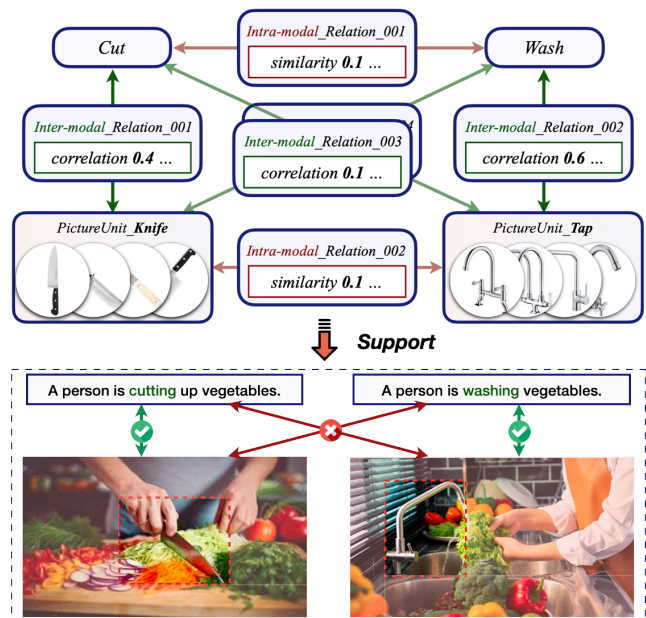 Intra-modal_Relation_001
Cut
Wash
similarity 0.1 ...
Inter-modal_Relation_001
Inter-modal_Relation_003
Inter-modal_Relation_002
correlation 0.4 ...
correlation 0.1 ...
correlation 0.6 ...
PictureUnit_Knife
PictureUnit_Tap
Intra-modal_Relation_002
similarity 0.1 ...
Support
A person is cutting up vegetables.
A person is washing vegetables.